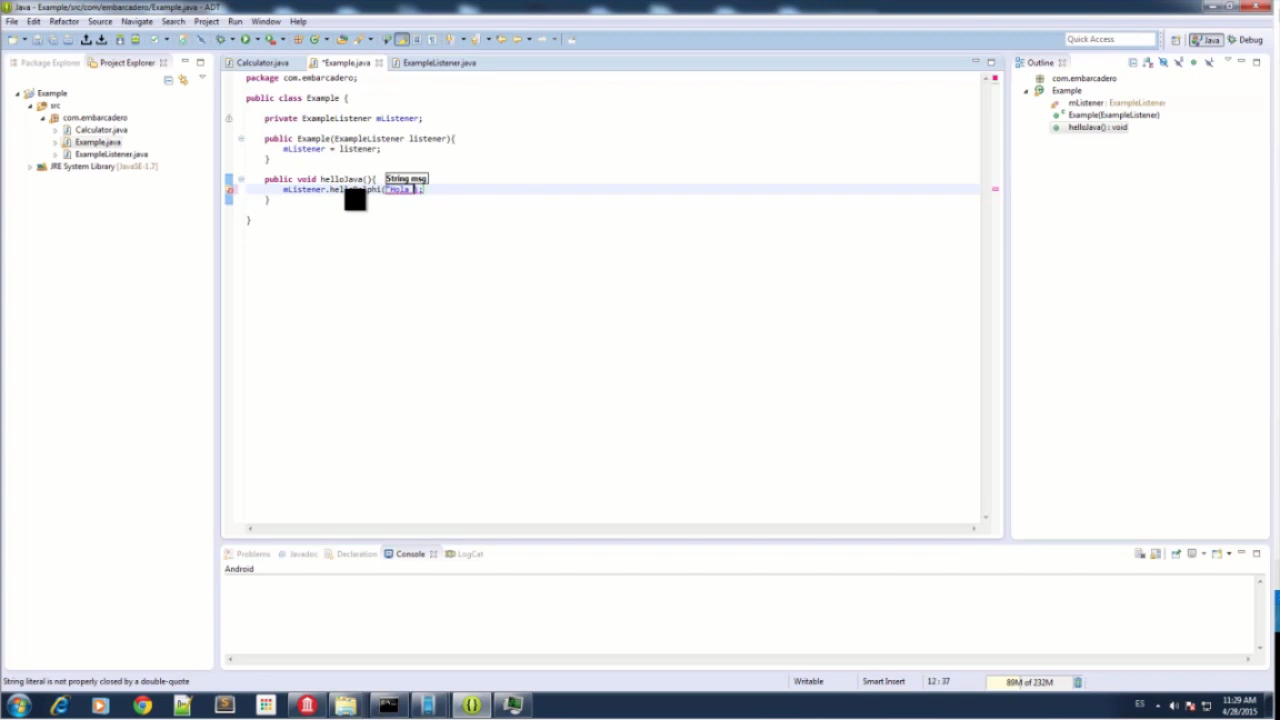 Java - Example/src/com/embarcadero/Example.java - ADT
File Edit Refactor Source Navigate Search Project Run Window Help
Quick Access
Java
Debug
Package Explorer
Project Explorer
Example
src
com.embarcadero
Calculator.java
Example.java
ExampleListener.java
JRE System Library [JavaSE-1.7]
Calculator.java
*Example.java
ExampleListener.java
package com.embarcadero;
public class Example {
private ExampleListener mListener;
public Example(ExampleListener listener){
mListener = listener;
}
public void helloJava(){
String msg
mListener.hel lphi("Hola );
}
}
Outline
com.embarcadero
Example
mListener : ExampleListener
Example(ExampleListener)
helloJava() : void
Problems
Javadoc
Declaration
Console
LogCat
Android
String literal is not properly closed by a double-quote
Writable
Smart Insert
12 : 37
89M of 232M
ES
11:29 AM
4/28/2015